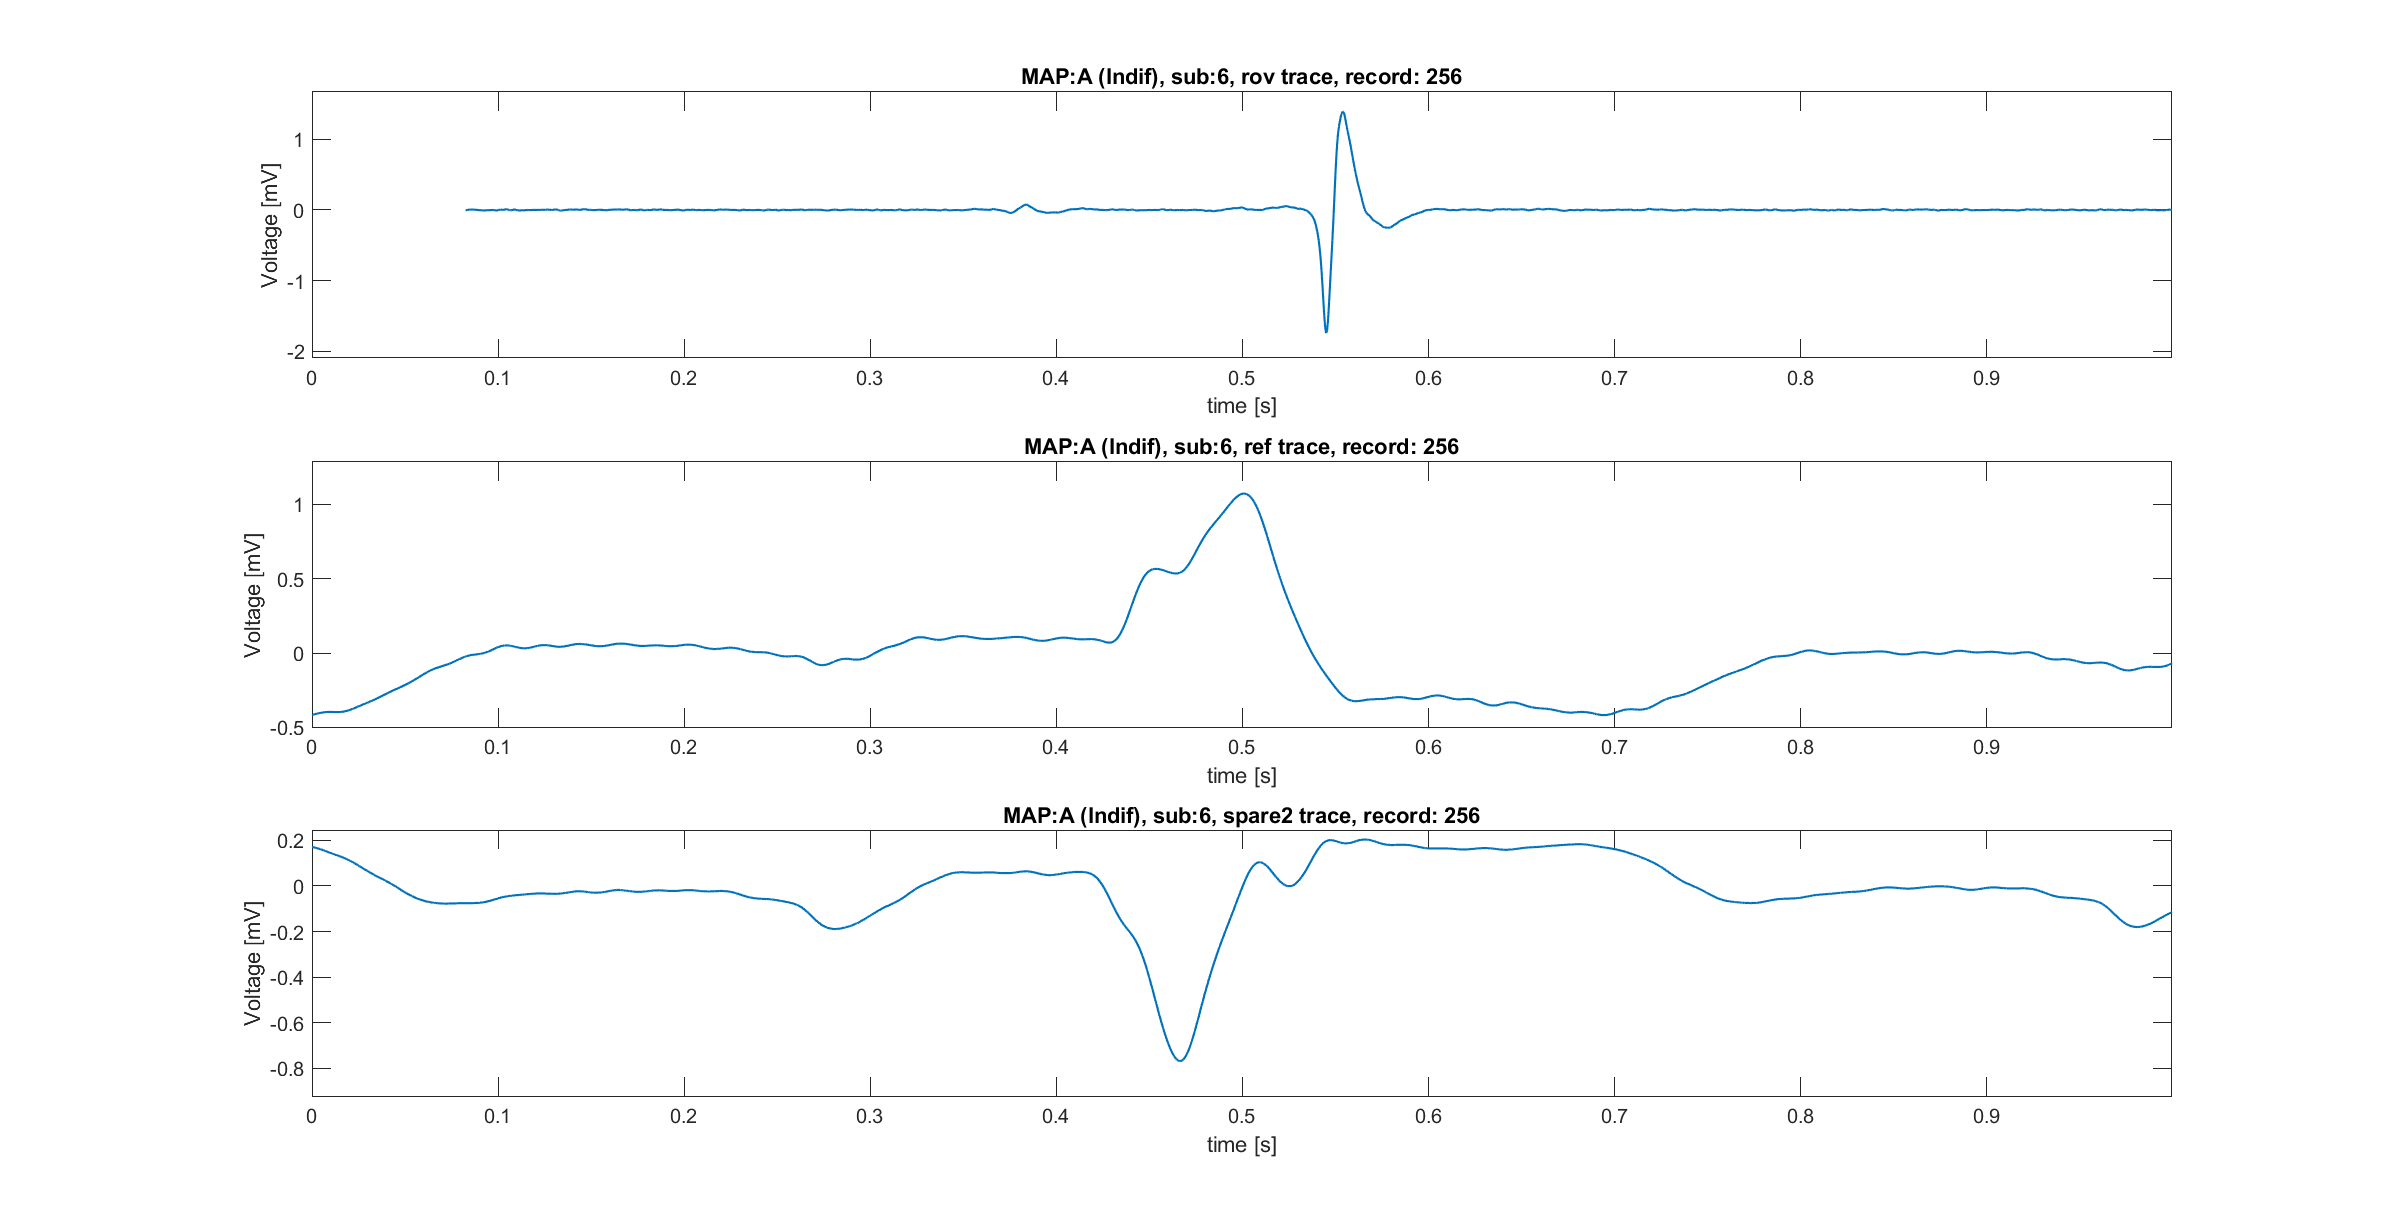 MAP:A (Indif), sub:6, rov trace, record: 256
Voltage [mV]
1
0
-1
-2
0 0.1 0.2 0.3 0.4 0.5 0.6 0.7 0.8 0.9
time [s]
MAP:A (Indif), sub:6, ref trace, record: 256
Voltage [mV]
1
0.5
0
-0.5
0 0.1 0.2 0.3 0.4 0.5 0.6 0.7 0.8 0.9
time [s]
MAP:A (Indif), sub:6, spare2 trace, record: 256
Voltage [mV]
0.2
0
-0.2
-0.4
-0.6
-0.8
0 0.1 0.2 0.3 0.4 0.5 0.6 0.7 0.8 0.9
time [s]